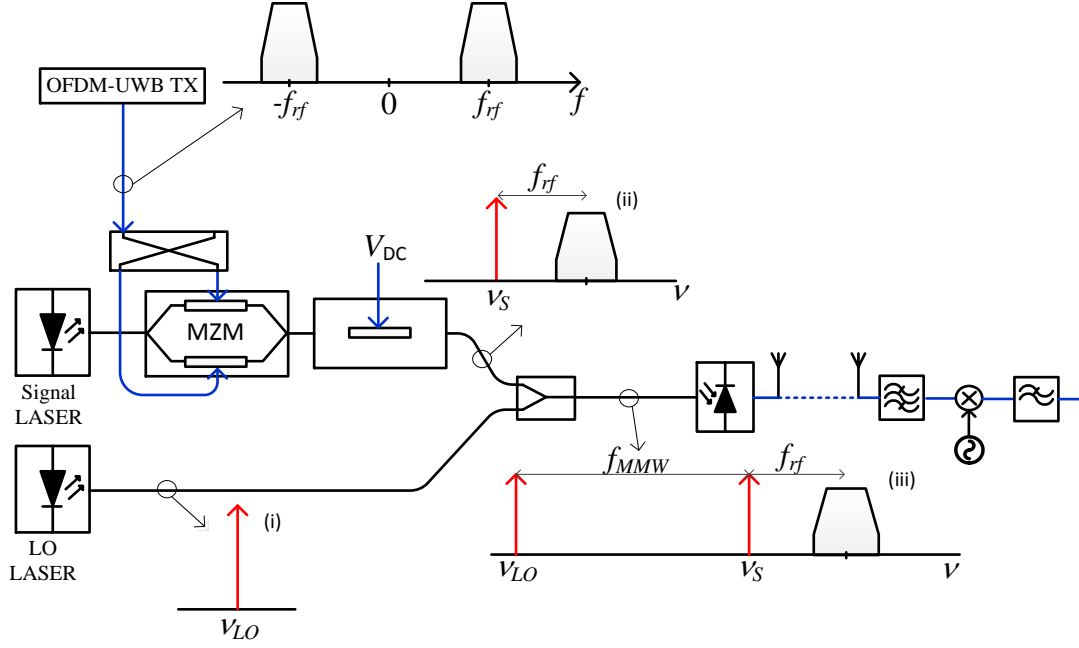 OFDM-UWB TX
-f_rf
0
f_rf
f
f_rf
(ii)
V_DC
ν_S
ν
MZM
Signal
LASER
f_MMW
f_rf
(iii)
(i)
LO
LASER
ν_LO
ν_S
ν
ν_LO